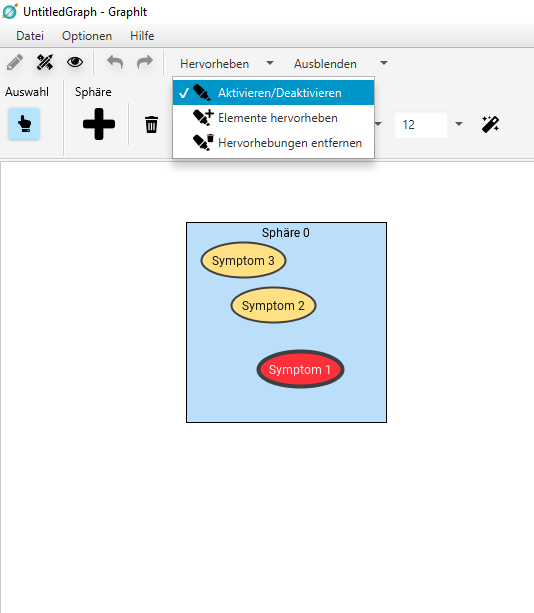 UntitledGraph - GraphIt
Datei Optionen Hilfe
Hervorheben Ausblenden
Auswahl Sphäre
Aktivieren/Deaktivieren
Elemente hervorheben
12
Hervorhebungen entfernen
Sphäre 0
Symptom 3
Symptom 2
Symptom 1